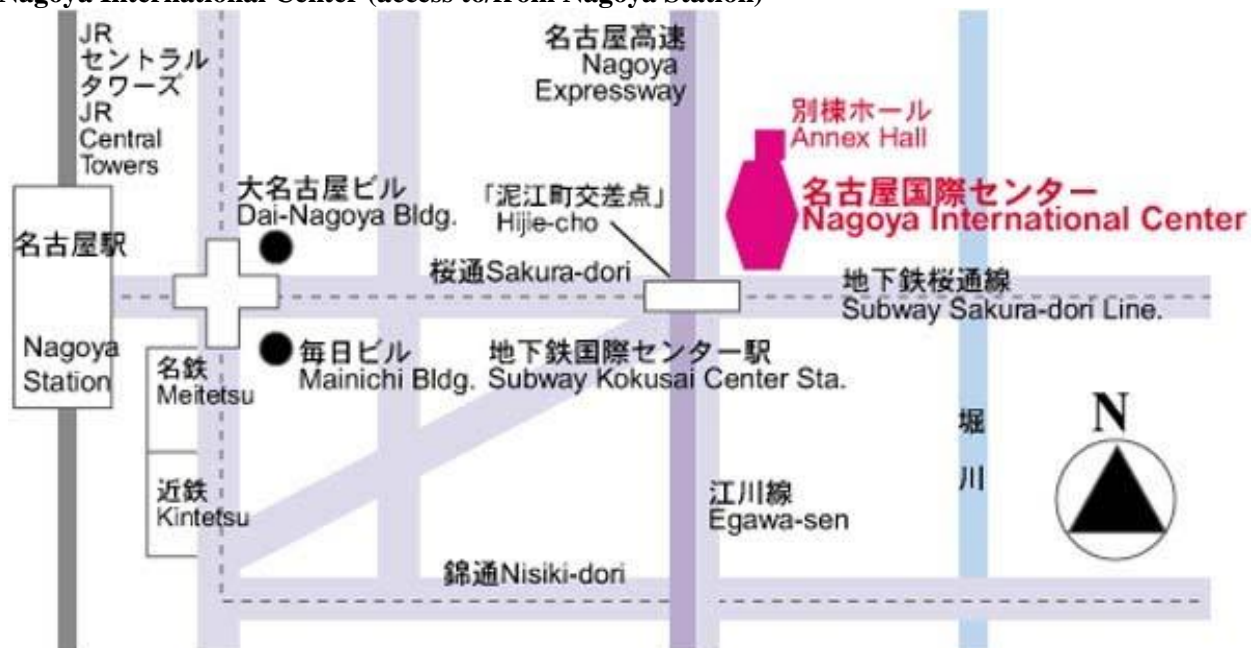 Nagoya International Center (access to/from Nagoya Station)
JR
セントラル
タワーズ
JR
Central
Towers
名古屋高速
Nagoya
Expressway
別棟ホール
Annex Hall
大名古屋ビル
Dai-Nagoya Bldg.
「泥江町交差点」
Hijie-cho
名古屋国際センター
Nagoya International Center
名古屋駅
桜通Sakura-dori
地下鉄桜通線
Subway Sakura-dori Line.
Nagoya
Station
名鉄
Meitetsu
毎日ビル
Mainichi Bldg.
地下鉄国際センター駅
Subway Kokusai Center Sta.
堀
川
N
近鉄
Kintetsu
江川線
Egawa-sen
錦通Nisiki-dori